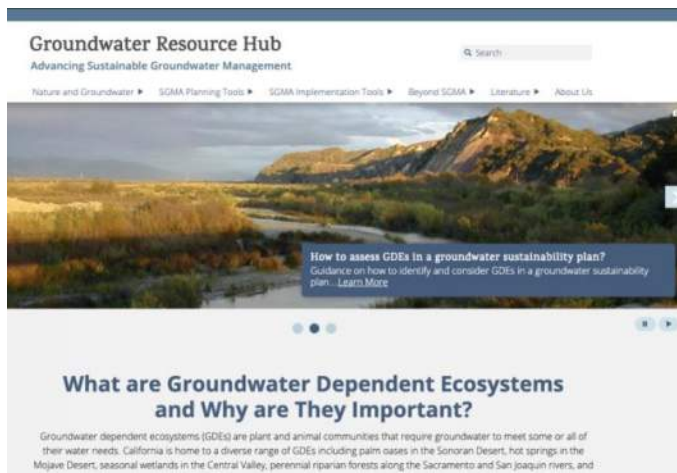 Groundwater Resource Hub
Search
Advancing Sustainable Groundwater Management
Nature and Groundwater ▶ SGMA Planning Tools ▶ SGMA Implementation Tools ▶ Beyond SGMA ▶ Literature ▶ About Us
How to assess GDEs in a groundwater sustainability plan?
Guidance on how to identify and consider GDEs in a groundwater sustainability
plan...Learn More
What are Groundwater Dependent Ecosystems
and Why are They Important?
Groundwater dependent ecosystems (GDEs) are plant and animal communities that require groundwater to meet some or all of
their water needs. California is home to a diverse range of GDEs including palm oases in the Sonoran Desert, hot springs in the
Mojave Desert, seasonal wetlands in the Central Valley, perennial riparian forests along the Sacramento and San Joaquin rivers, and